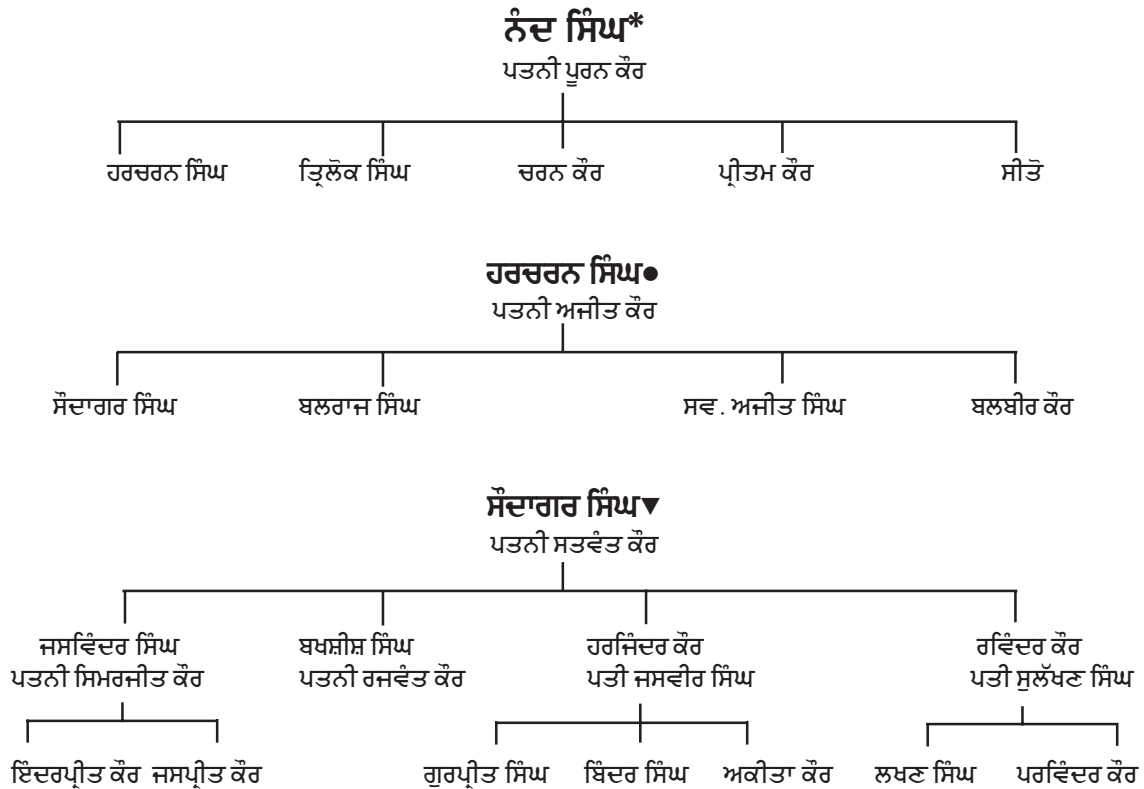 ਨੰਦ ਸਿੰਘ*
ਪਤਨੀ ਪੂਰਨ ਕੌਰ
ਹਰਚਰਨ ਸਿੰਘ ਤ੍ਰਿਲੋਕ ਸਿੰਘ ਚਰਨ ਕੌਰ ਪ੍ਰੀਤਮ ਕੌਰ ਸੀਤੋ
ਹਰਚਰਨ ਸਿੰਘ●
ਪਤਨੀ ਅਜੀਤ ਕੌਰ
ਸੌਦਾਗਰ ਸਿੰਘ ਬਲਰਾਜ ਸਿੰਘ ਸਵ. ਅਜੀਤ ਸਿੰਘ ਬਲਬੀਰ ਕੌਰ
ਸੌਦਾਗਰ ਸਿੰਘ▼
ਪਤਨੀ ਸਤਵੰਤ ਕੌਰ
ਜਸਵਿੰਦਰ ਸਿੰਘ ਬਖਸ਼ੀਸ਼ ਸਿੰਘ ਹਰਜਿੰਦਰ ਕੌਰ ਰਵਿੰਦਰ ਕੌਰ
ਪਤਨੀ ਸਿਮਰਜੀਤ ਕੌਰ ਪਤਨੀ ਰਜਵੰਤ ਕੌਰ ਪਤੀ ਜਸਵੀਰ ਸਿੰਘ ਪਤੀ ਸੁਲੱਖਣ ਸਿੰਘ
ਇੰਦਰਪ੍ਰੀਤ ਕੌਰ ਜਸਪ੍ਰੀਤ ਕੌਰ ਗੁਰਪ੍ਰੀਤ ਸਿੰਘ ਬਿੰਦਰ ਸਿੰਘ ਅਕੀਤਾ ਕੌਰ ਲਖਣ ਸਿੰਘ ਪਰਵਿੰਦਰ ਕੌਰ